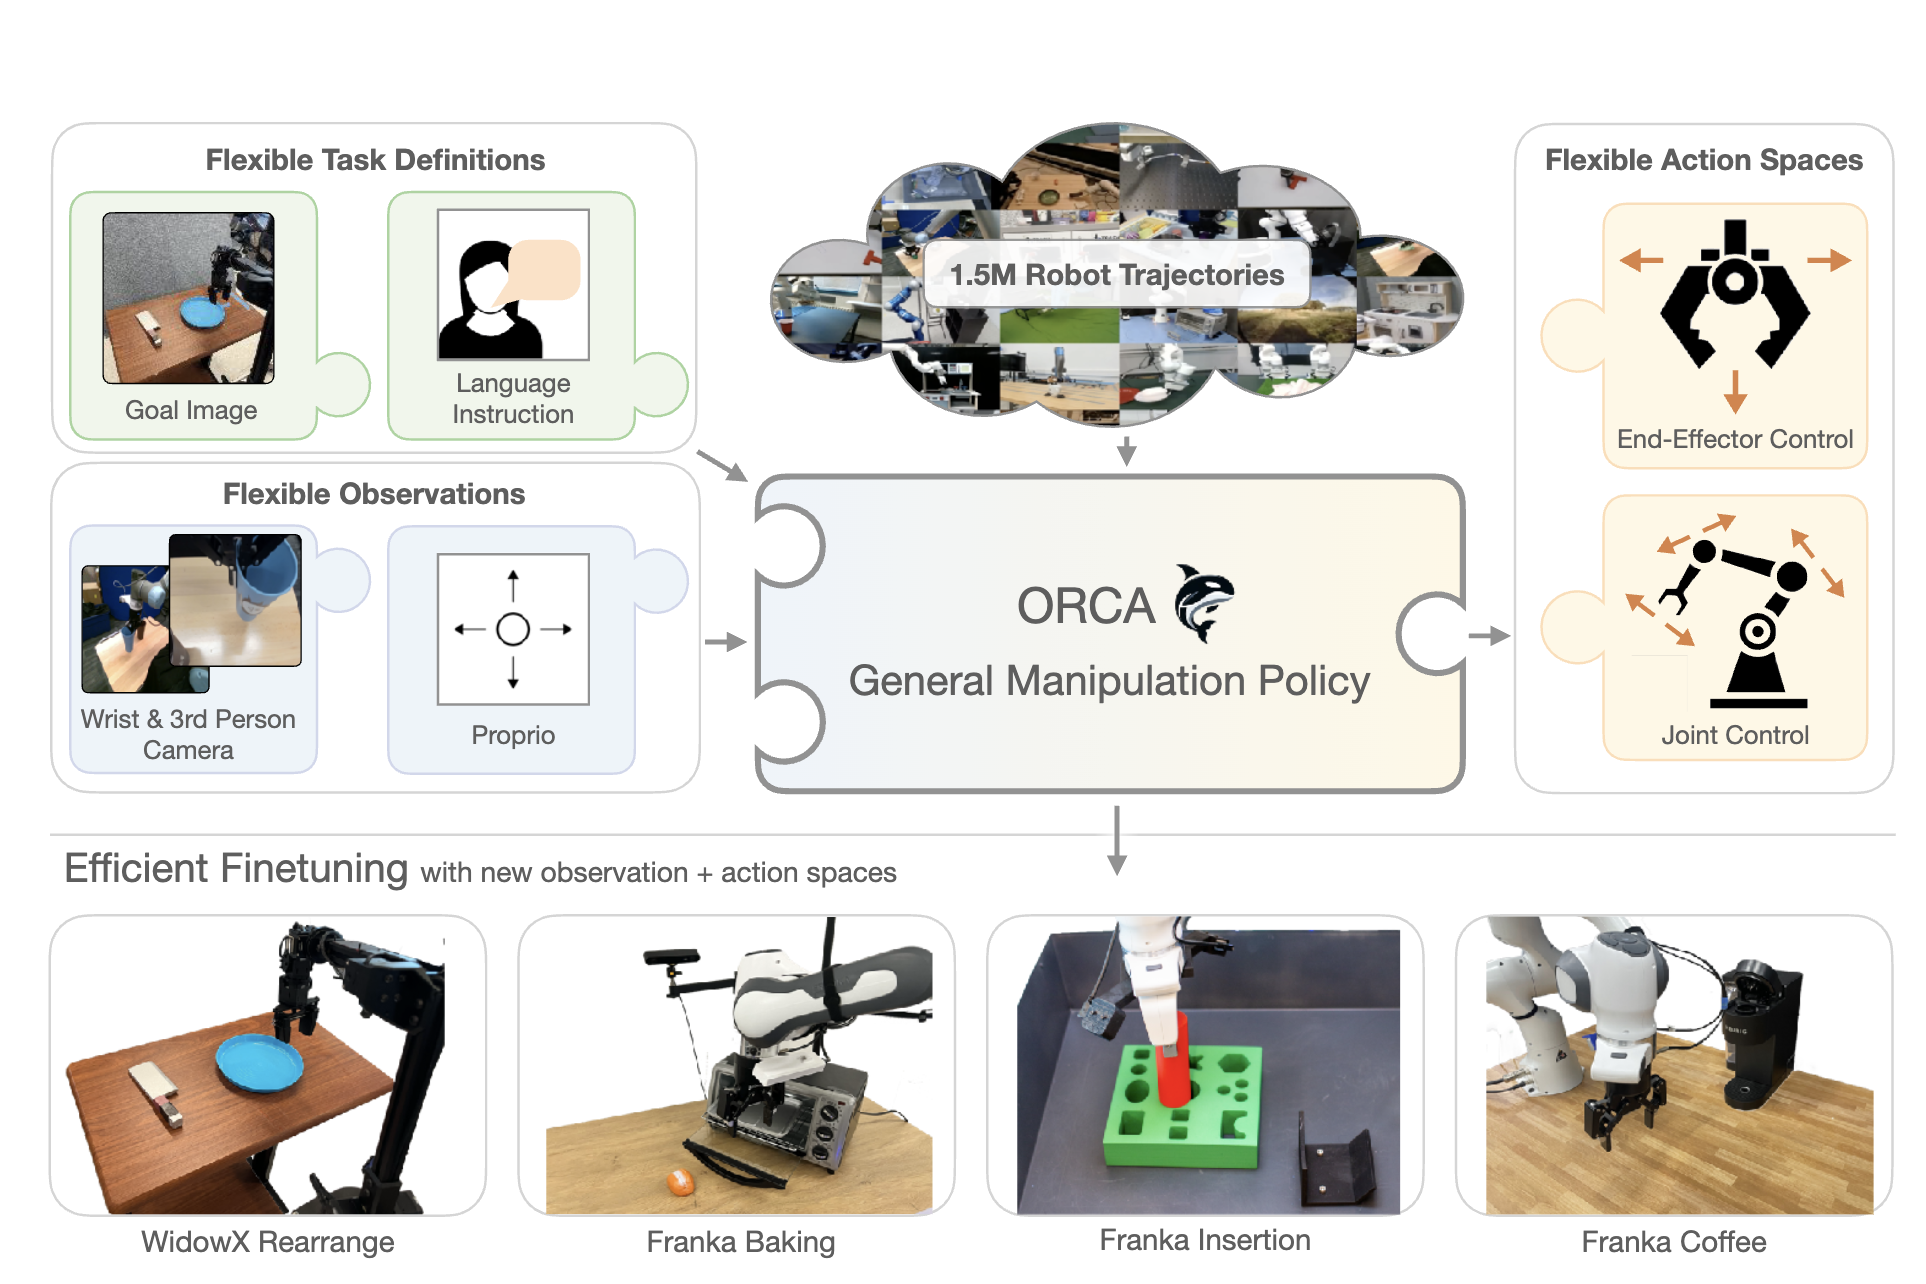 Flexible Task Definitions
Goal Image
Language
Instruction
Flexible Observations
Wrist & 3rd Person
Camera
Proprio
1.5M Robot Trajectories
ORCA
General Manipulation Policy
Flexible Action Spaces
End-Effector Control
Joint Control
Efficient Finetuning with new observation + action spaces
WidowX Rearrange
Franka Baking
Franka Insertion
Franka Coffee